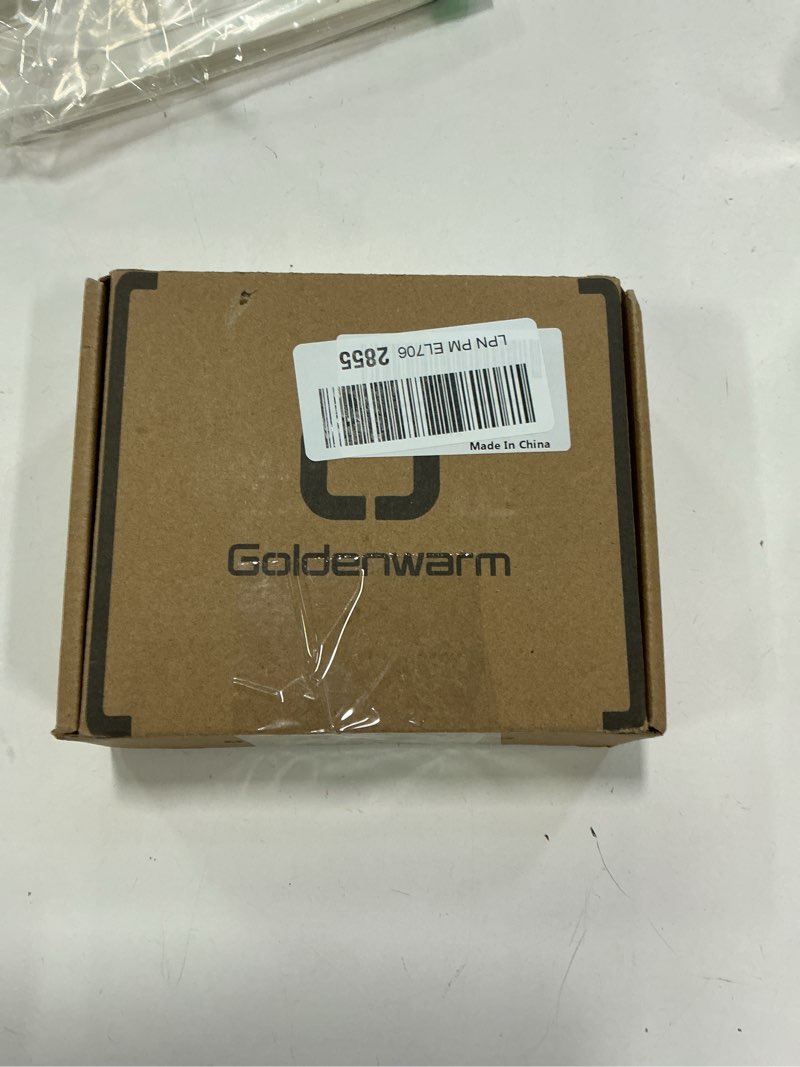 LPN PM EL706 2855
Made In China
Goldenwarm